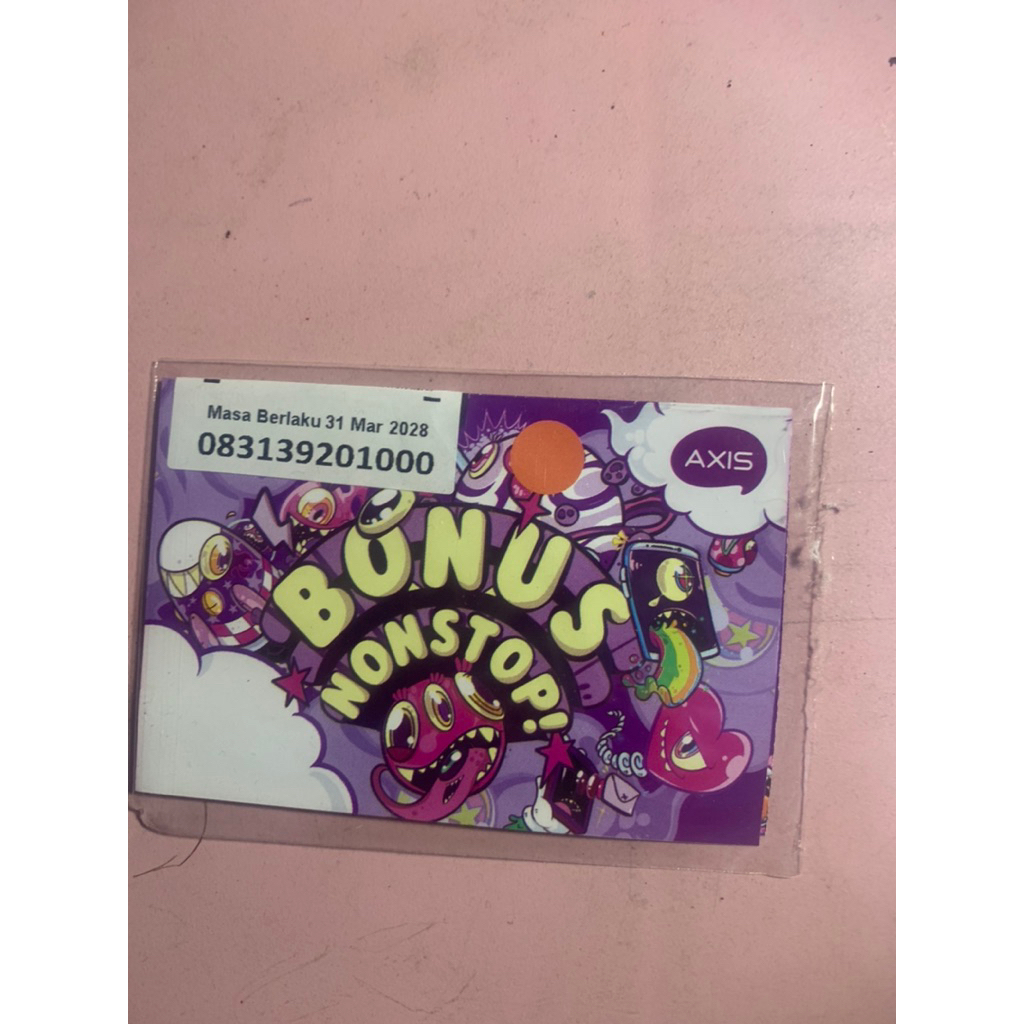 Masa Berlaku 31 Mar 2028
083139201000
AXIS
BONUS
NONSTOP!